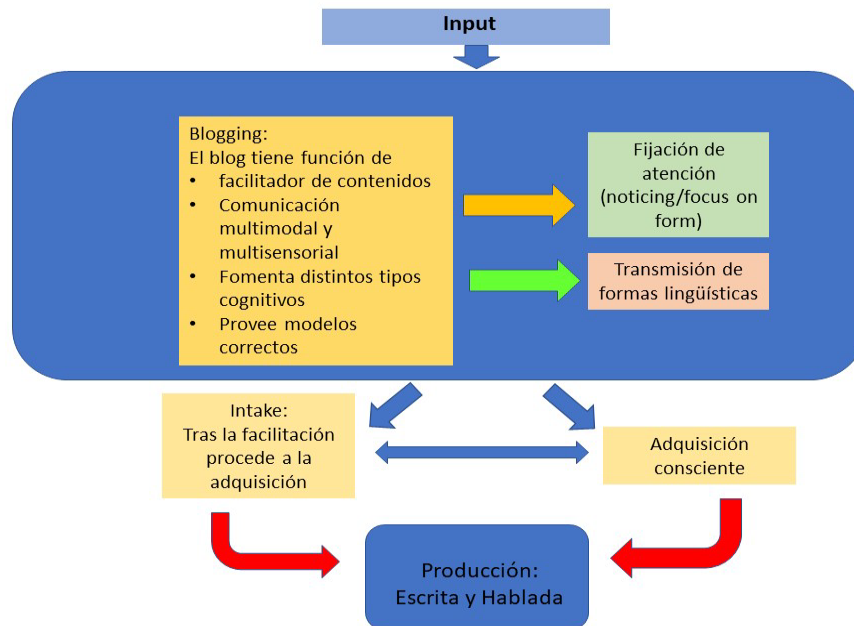 Input
Blogging:
El blog tiene función de
• facilitador de contenidos
• Comunicación
multimodal y
multisensorial
• Fomenta distintos tipos
cognitivos
• Provee modelos
correctos
Fijación de
atención
(noticing/focus on
form)
Transmisión de
formas lingüísticas
Intake:
Tras la facilitación
procede a la
adquisición
Adquisición
consciente
Producción:
Escrita y Hablada